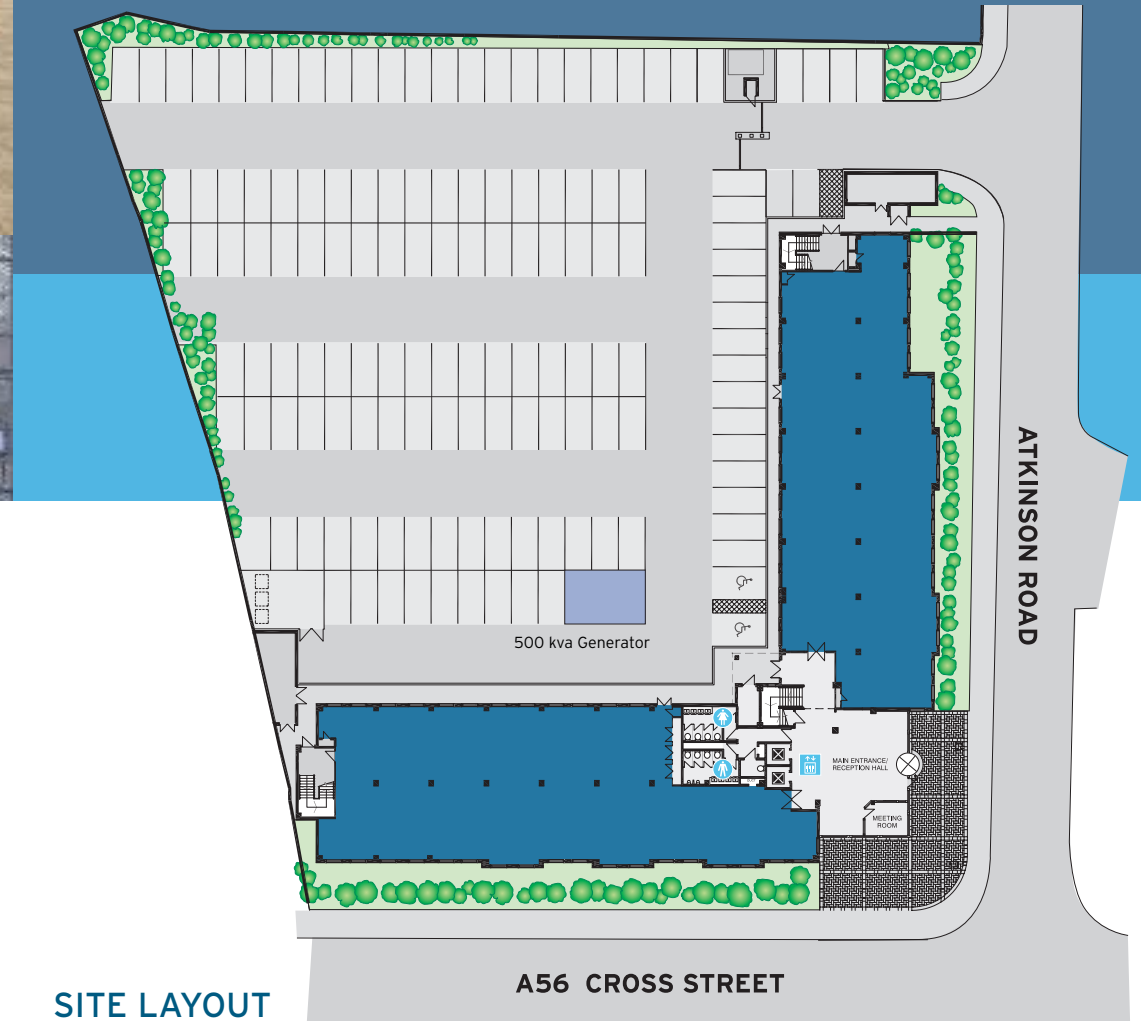 500 kva Generator
ATKINSON ROAD
MAIN ENTRANCE/
RECEPTION HALL
MEETING
ROOM
A56 CROSS STREET
SITE LAYOUT